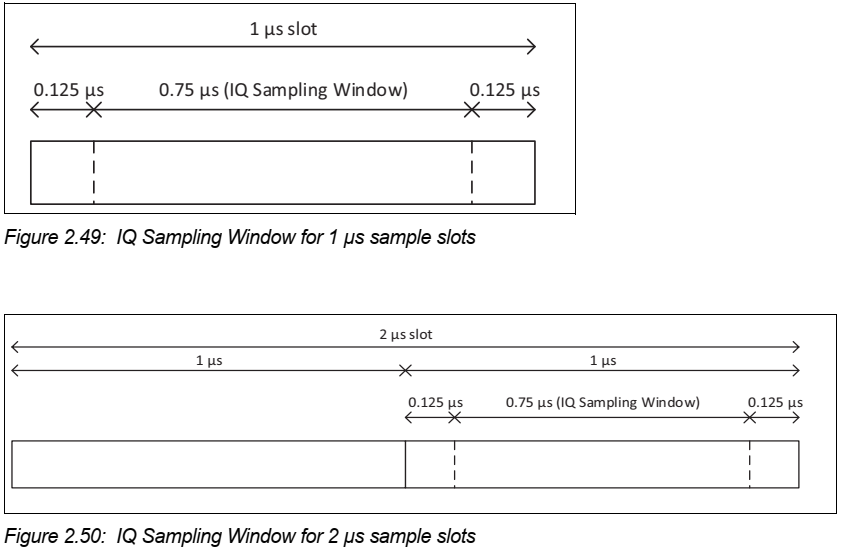 1 µs slot
0.125 µs 0.75 µs (IQ Sampling Window) 0.125 µs
Figure 2.49: IQ Sampling Window for 1 µs sample slots
2 µs slot
1 µs 1 µs
0.125 µs 0.75 µs (IQ Sampling Window) 0.125 µs
Figure 2.50: IQ Sampling Window for 2 µs sample slots